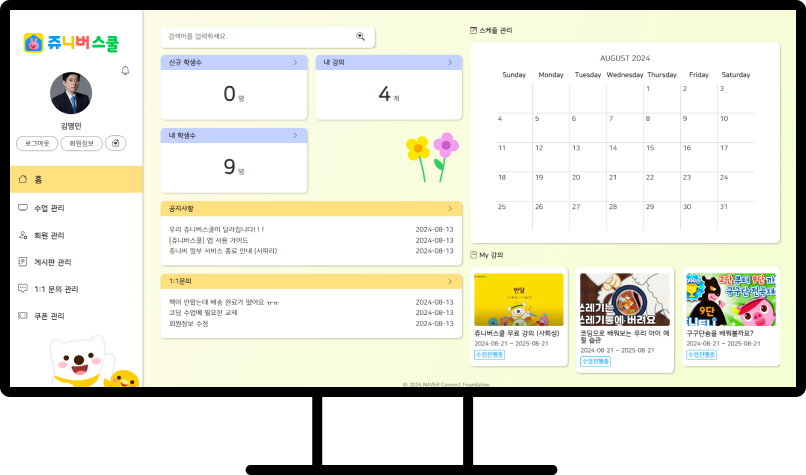 쥬니버스쿨
김명민
로그아웃 회원정보
홈
수업 관리
회원 관리
게시판 관리
1:1 문의 관리
쿠폰 관리
검색어를 입력하세요.
신규 학생수
0 명
내 강의
4 개
내 학생수
9 명
공지사항
우리 쥬니버스쿨이 달라집니다!!! 2024-08-13
[쥬니버스쿨] 앱 사용 가이드 2024-08-13
쥬니버 일부 서비스 종료 안내 (사파리) 2024-08-13
1:1문의
책이 안왔는데 배송 완료가 떴어요 ㅠㅠ 2024-08-13
코딩 수업에 필요한 교재 2024-08-13
회원정보 수정 2024-08-13
스케줄 관리
AUGUST 2024
Sunday Monday Tuesday Wednesday Thursday Friday Saturday
1 2 3
4 5 6 7 8 9 10
11 12 13 14 15 16 17
18 19 20 21 22 23 24
25 26 27 28 29 30 31
My 강의
반달
쥬니버스쿨 무료 강의 (사회성)
2024-08-21 ~ 2025-08-21
수업진행중
쓰레기는
쓰레기통에 버려요
코딩으로 배워보는 우리 아이 예
절 습관
2024-08-21 ~ 2025-08-21
수업진행중
2단 부터 9단 까
구구단 전곡
9단
구구단송을 배워볼까요?
2024-08-21 ~ 2025-08-21
수업진행중
© 2024 NAVER Connect Foundation.